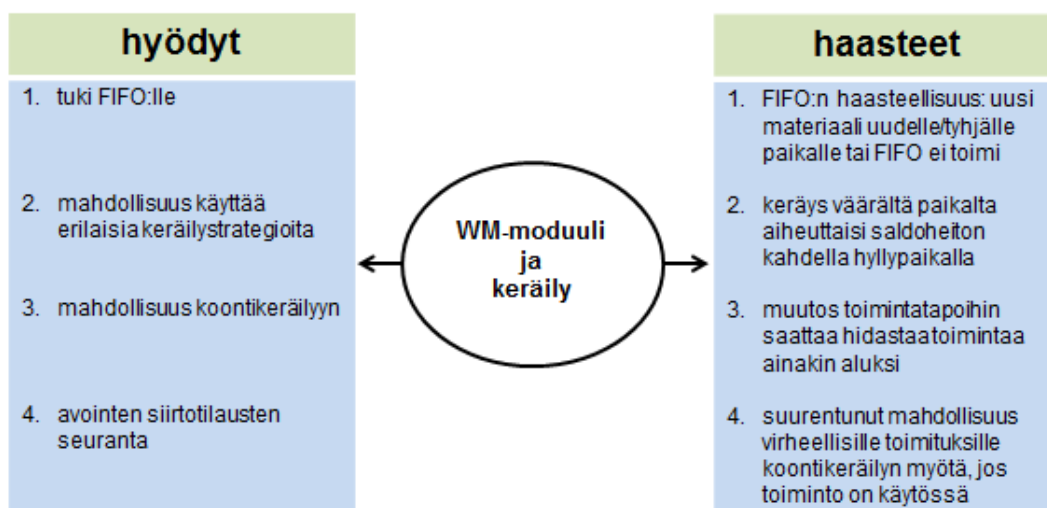 hyödyt
1. tuki FIFO:lle
2. mahdollisuus käyttää
erilaisia keräilystrategioita
3. mahdollisuus koontikeräilyyn
4. avointen siirtotilausten
seuranta
WM-moduuli
ja
keräily
haasteet
1. FIFO:n haasteellisuus: uusi
materiaali uudelle/tyhjälle
paikalle tai FIFO ei toimi
2. keräys väärältä paikalta
aiheuttaisi saldoheiton
kahdella hyllypaikalla
3. muutos toimintatapoihin
saattaa hidastaa toimintaa
ainakin aluksi
4. suurentunut mahdollisuus
virheellisille toimituksille
koontikeräilyn myötä, jos
toiminto on käytössä